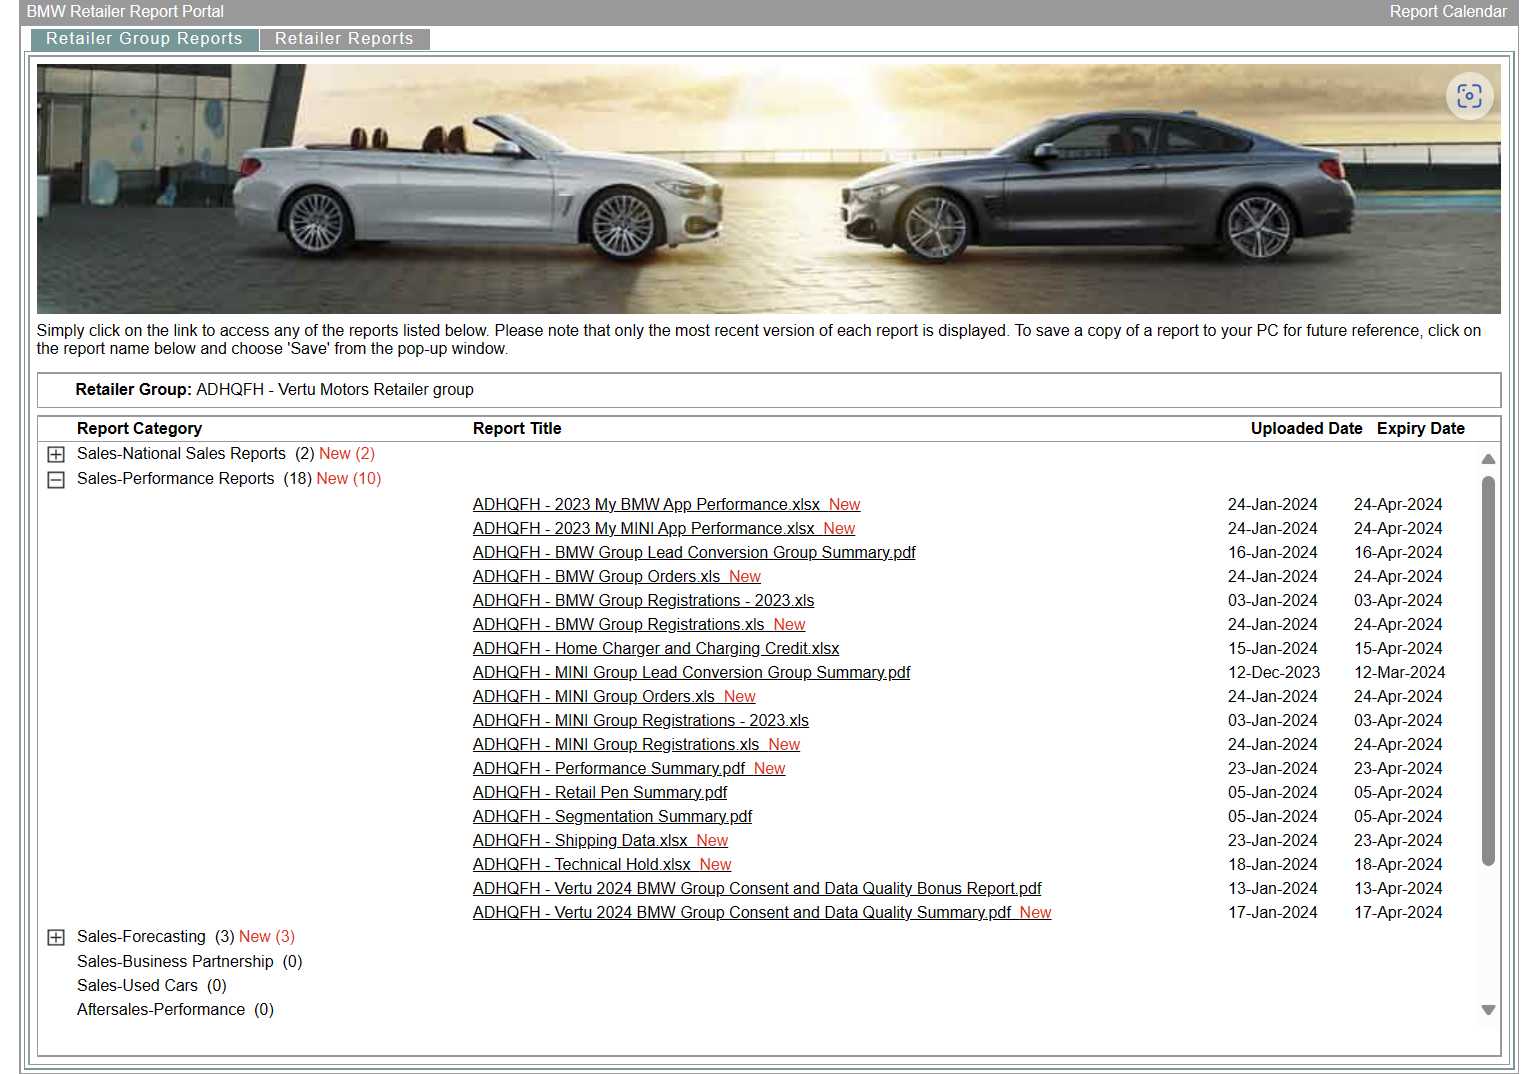 BMW Retailer Report Portal Report Calendar
Retailer Group Reports Retailer Reports
Simply click on the link to access any of the reports listed below. Please note that only the most recent version of each report is displayed. To save a copy of a report to your PC for future reference, click on
the report name below and choose 'Save' from the pop-up window.
Retailer Group: ADHQFH - Vertu Motors Retailer group
Report Category Report Title Uploaded Date Expiry Date
Sales-National Sales Reports (2) New (2)
Sales-Performance Reports (18) New (10)
ADHQFH - 2023 My BMW App Performance.xlsx New 24-Jan-2024 24-Apr-2024
ADHQFH - 2023 My MINI App Performance.xlsx New 24-Jan-2024 24-Apr-2024
ADHQFH - BMW Group Lead Conversion Group Summary.pdf 16-Jan-2024 16-Apr-2024
ADHQFH - BMW Group Orders.xls New 24-Jan-2024 24-Apr-2024
ADHQFH - BMW Group Registrations - 2023.xls 03-Jan-2024 03-Apr-2024
ADHQFH - BMW Group Registrations.xls New 24-Jan-2024 24-Apr-2024
ADHQFH - Home Charger and Charging Credit.xlsx 15-Jan-2024 15-Apr-2024
ADHQFH - MINI Group Lead Conversion Group Summary.pdf 12-Dec-2023 12-Mar-2024
ADHQFH - MINI Group Orders.xls New 24-Jan-2024 24-Apr-2024
ADHQFH - MINI Group Registrations - 2023.xls 03-Jan-2024 03-Apr-2024
ADHQFH - MINI Group Registrations.xls New 24-Jan-2024 24-Apr-2024
ADHQFH - Performance Summary.pdf New 23-Jan-2024 23-Apr-2024
ADHQFH - Retail Pen Summary.pdf 05-Jan-2024 05-Apr-2024
ADHQFH - Segmentation Summary.pdf 05-Jan-2024 05-Apr-2024
ADHQFH - Shipping Data.xlsx New 23-Jan-2024 23-Apr-2024
ADHQFH - Technical Hold.xlsx New 18-Jan-2024 18-Apr-2024
ADHQFH - Vertu 2024 BMW Group Consent and Data Quality Bonus Report.pdf 13-Jan-2024 13-Apr-2024
ADHQFH - Vertu 2024 BMW Group Consent and Data Quality Summary.pdf New 17-Jan-2024 17-Apr-2024
Sales-Forecasting (3) New (3)
Sales-Business Partnership (0)
Sales-Used Cars (0)
Aftersales-Performance (0)